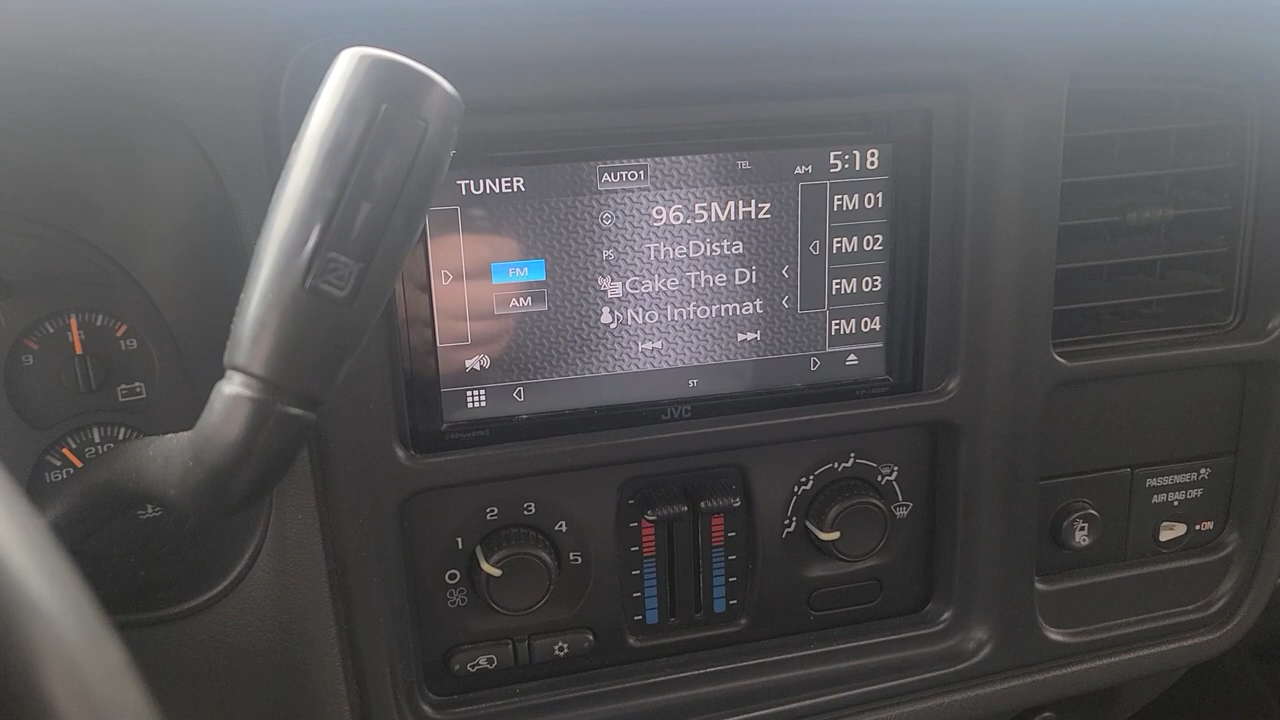 TUNER
AUTO1
TEL
AM 5:18
96.5MHz
PS
TheDista
Cake The Di
No Informat
FM
AM
FM 01
FM 02
FM 03
FM 04
ST
JVC
9
19
160
210
0
1
2
3
4
5
PASSENGER
AIR BAG OFF
ON